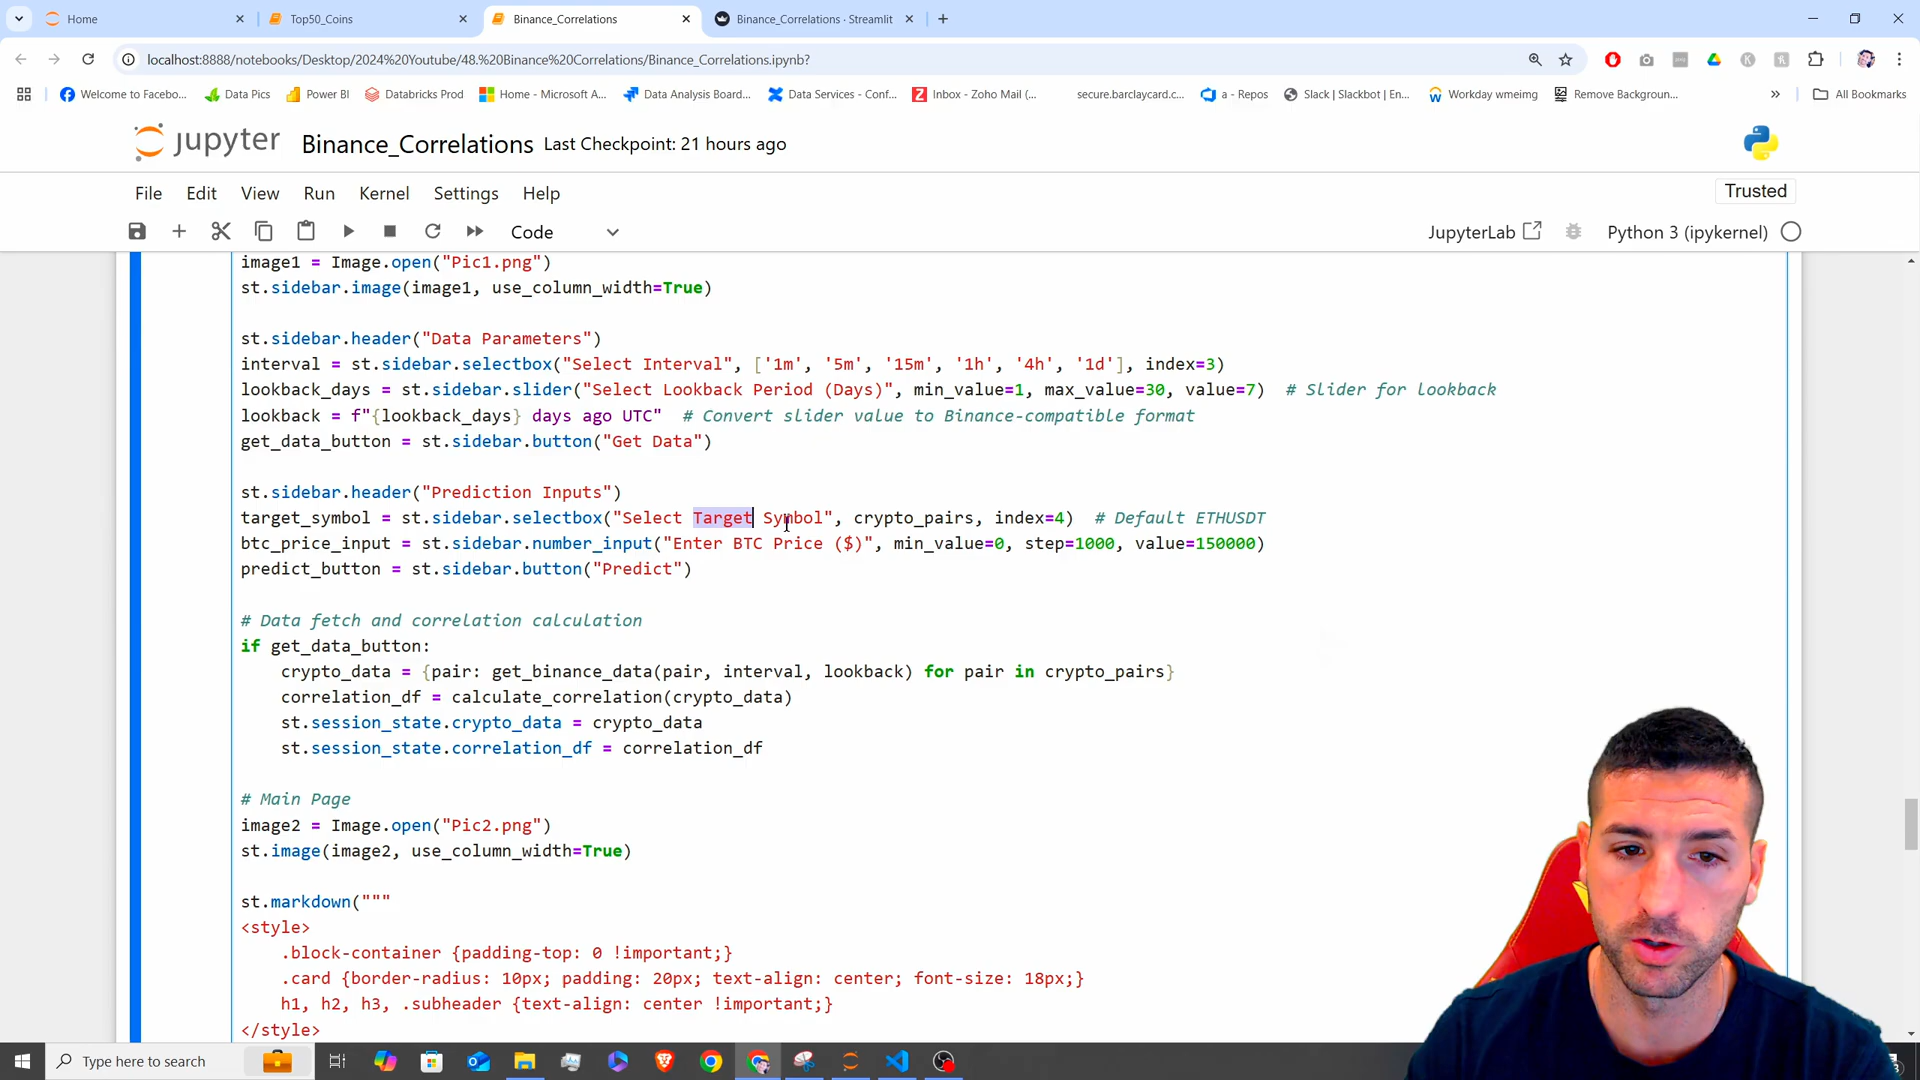 Home
Top50_Coins
Binance_Correlations
Binance_Correlations · Streamlit
localhost:8888/notebooks/Desktop/2024%20Youtube/48.%20Binance%20Correlations/Binance_Correlations.ipynb?
Welcome to Facebo...
Data Pics
Power BI
Databricks Prod
Home - Microsoft A...
Data Analysis Board...
Data Services - Conf...
Inbox - Zoho Mail (...
secure.barclaycard.c...
a - Repos
Slack | Slackbot | En...
Workday wmeimg
Remove Backgroun...
All Bookmarks
jupyter
Binance_Correlations Last Checkpoint: 21 hours ago
File Edit View Run Kernel Settings Help
Trusted
Code
JupyterLab
Python 3 (ipykernel)
image1 = Image.open("Pic1.png")
st.sidebar.image(image1, use_column_width=True)
st.sidebar.header("Data Parameters")
interval = st.sidebar.selectbox("Select Interval", ['1m', '5m', '15m', '1h', '4h', '1d'], index=3)
lookback_days = st.sidebar.slider("Select Lookback Period (Days)", min_value=1, max_value=30, value=7)  # Slider for lookback
lookback = f"{lookback_days} days ago UTC"  # Convert slider value to Binance-compatible format
get_data_button = st.sidebar.button("Get Data")
st.sidebar.header("Prediction Inputs")
target_symbol = st.sidebar.selectbox("Select Target Symbol", crypto_pairs, index=4)  # Default ETHUSDT
btc_price_input = st.sidebar.number_input("Enter BTC Price ($)", min_value=0, step=1000, value=150000)
predict_button = st.sidebar.button("Predict")
# Data fetch and correlation calculation
if get_data_button:
    crypto_data = {pair: get_binance_data(pair, interval, lookback) for pair in crypto_pairs}
    correlation_df = calculate_correlation(crypto_data)
    st.session_state.crypto_data = crypto_data
    st.session_state.correlation_df = correlation_df
# Main Page
image2 = Image.open("Pic2.png")
st.image(image2, use_column_width=True)
st.markdown("""
<style>
    .block-container {padding-top: 0 !important;}
    .card {border-radius: 10px; padding: 20px; text-align: center; font-size: 18px;}
    h1, h2, h3, .subheader {text-align: center !important;}
</style>
Type here to search